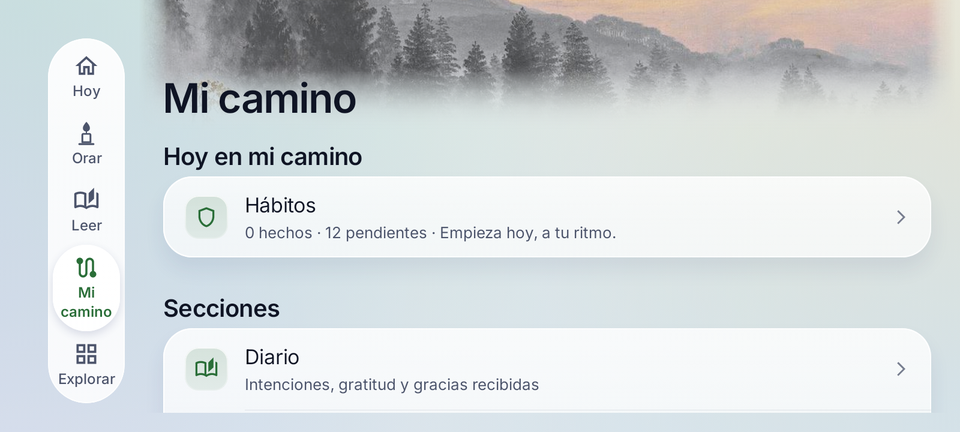 Hoy
Orar
Leer
Mi
camino
Explorar
Mi camino
Hoy en mi camino
Hábitos
0 hechos · 12 pendientes · Empieza hoy, a tu ritmo.
Secciones
Diario
Intenciones, gratitud y gracias recibidas